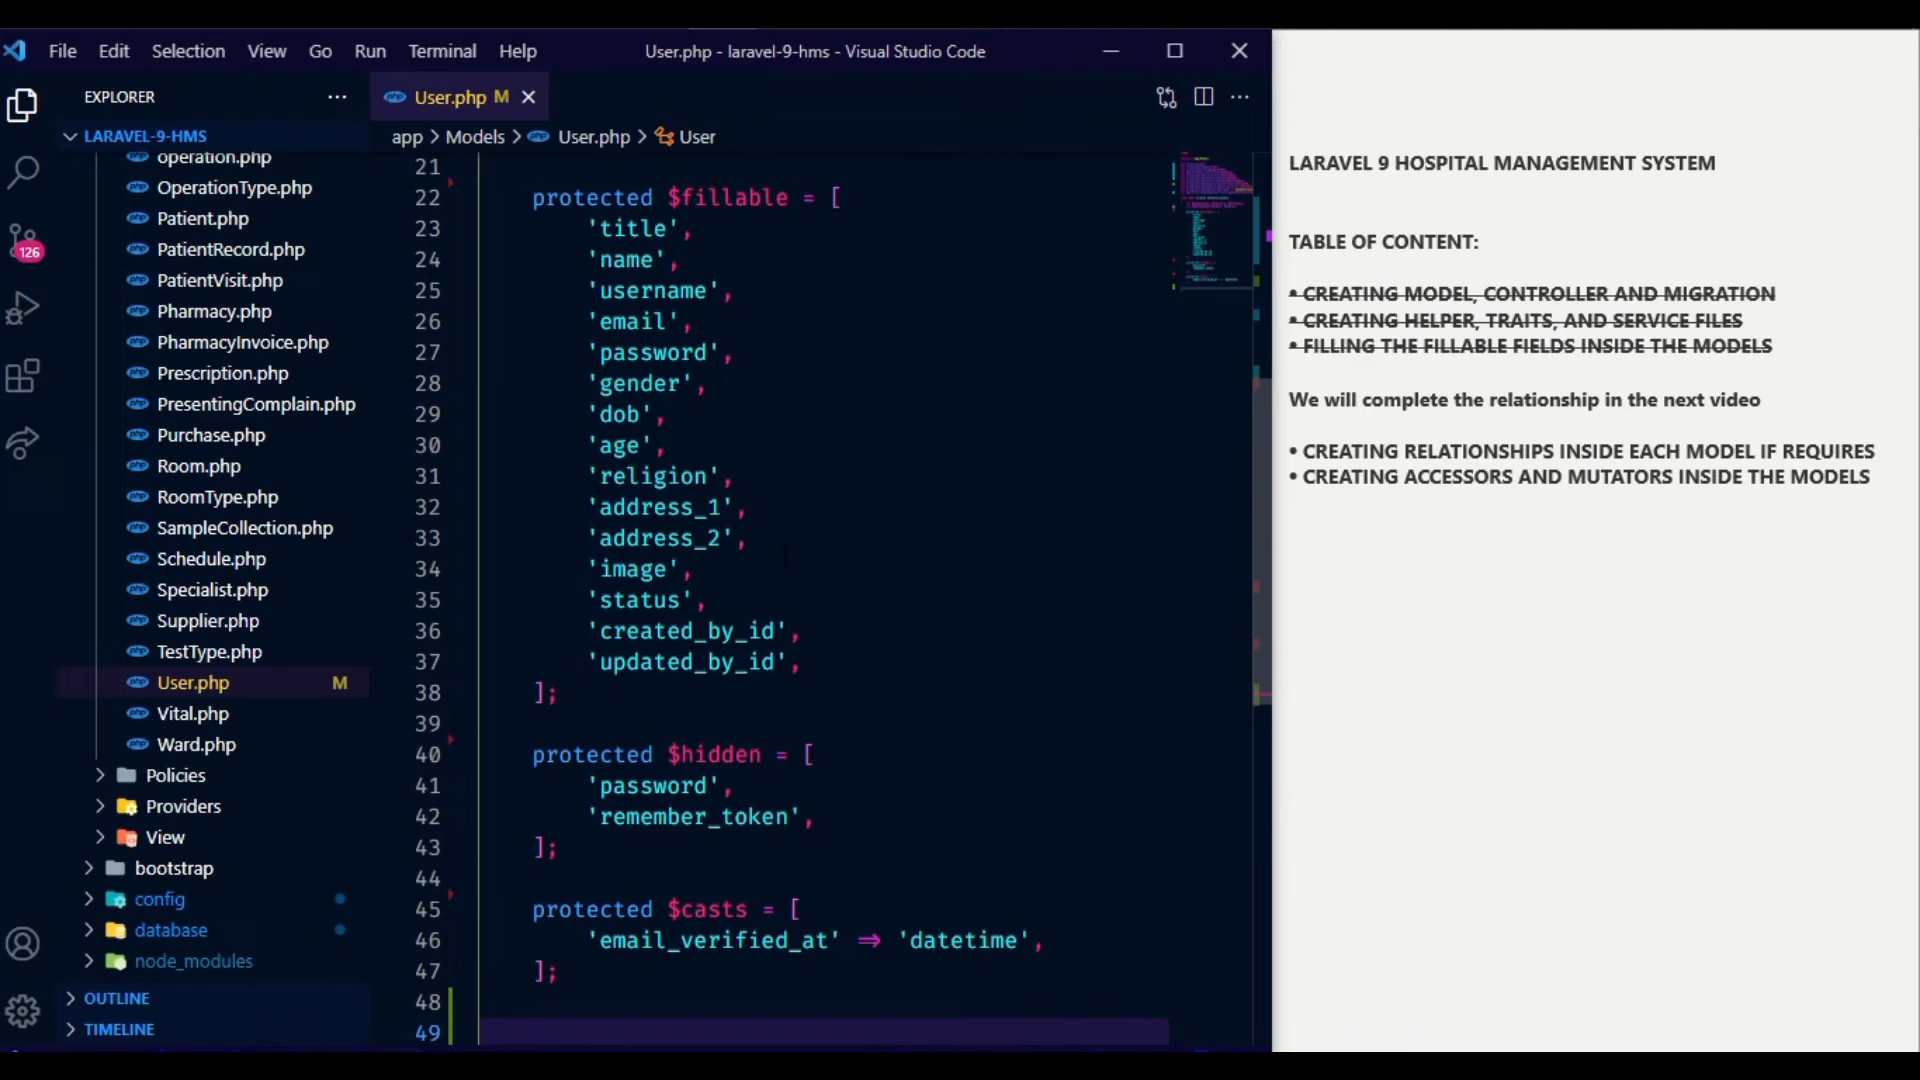 File Edit Selection View Go Run Terminal Help
User.php - laravel-9-hms - Visual Studio Code
EXPLORER
LARAVEL-9-HMS
operation.php
OperationType.php
Patient.php
PatientRecord.php
PatientVisit.php
Pharmacy.php
PharmacyInvoice.php
Prescription.php
PresentingComplain.php
Purchase.php
Room.php
RoomType.php
SampleCollection.php
Schedule.php
Specialist.php
Supplier.php
TestType.php
User.php M
Vital.php
Ward.php
Policies
Providers
View
bootstrap
config
database
node_modules
OUTLINE
TIMELINE
126
User.php M
app > Models > User.php > User
21
22 protected $fillable = [
23 'title',
24 'name',
25 'username',
26 'email',
27 'password',
28 'gender',
29 'dob',
30 'age',
31 'religion',
32 'address_1',
33 'address_2',
34 'image',
35 'status',
36 'created_by_id',
37 'updated_by_id',
38 ];
39
40 protected $hidden = [
41 'password',
42 'remember_token',
43 ];
44
45 protected $casts = [
46 'email_verified_at' => 'datetime',
47 ];
48
49
LARAVEL 9 HOSPITAL MANAGEMENT SYSTEM
TABLE OF CONTENT:
• CREATING MODEL, CONTROLLER AND MIGRATION
• CREATING HELPER, TRAITS, AND SERVICE FILES
• FILLING THE FILLABLE FIELDS INSIDE THE MODELS
We will complete the relationship in the next video
• CREATING RELATIONSHIPS INSIDE EACH MODEL IF REQUIRES
• CREATING ACCESSORS AND MUTATORS INSIDE THE MODELS